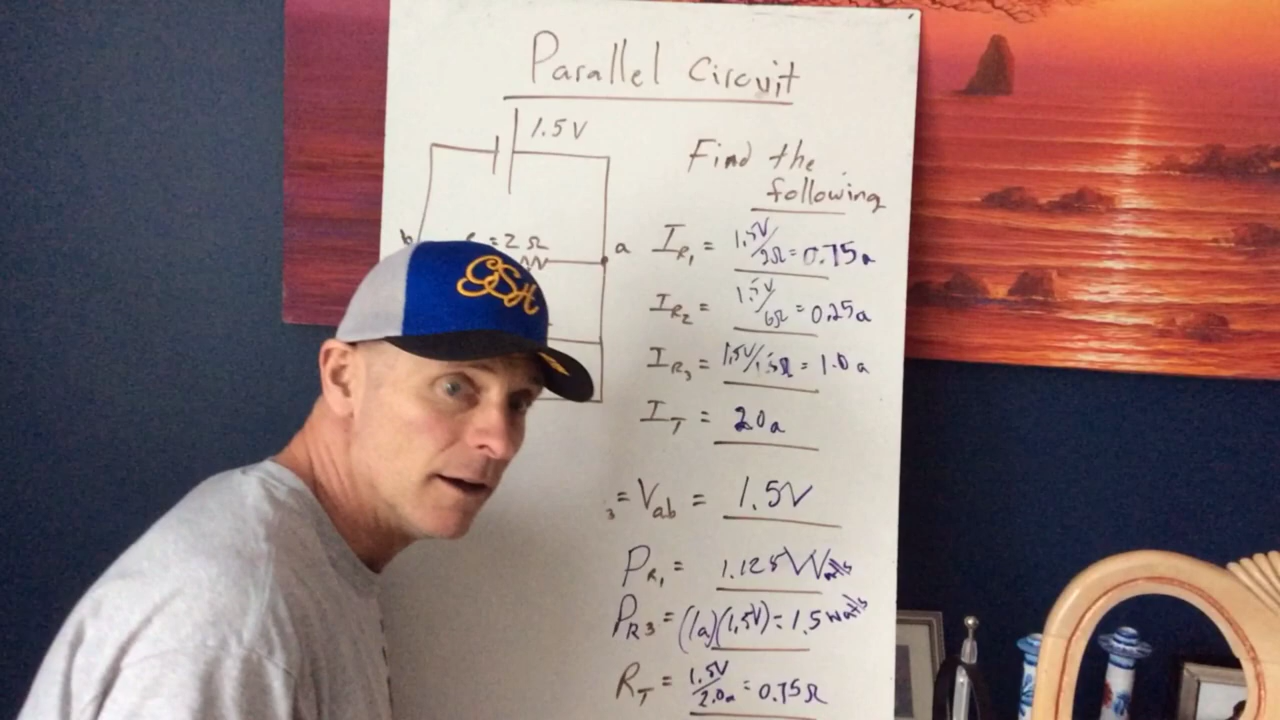 Parallel Circuit
1.5V
Find the
following
b
= 2 Ω
a
I_R₁ = 1.5V/2Ω = 0.75a
I_R₂ = 1.5V/6Ω = 0.25a
I_R₃ = 1.5V/1.5Ω = 1.0a
I_T = 2.0a
₃ = V_ab = 1.5V
P_R₁ = 1.125 Watts
P_R₃ = (1a)(1.5V) = 1.5 watts
R_T = 1.5V/2.0a = 0.75Ω
GSH